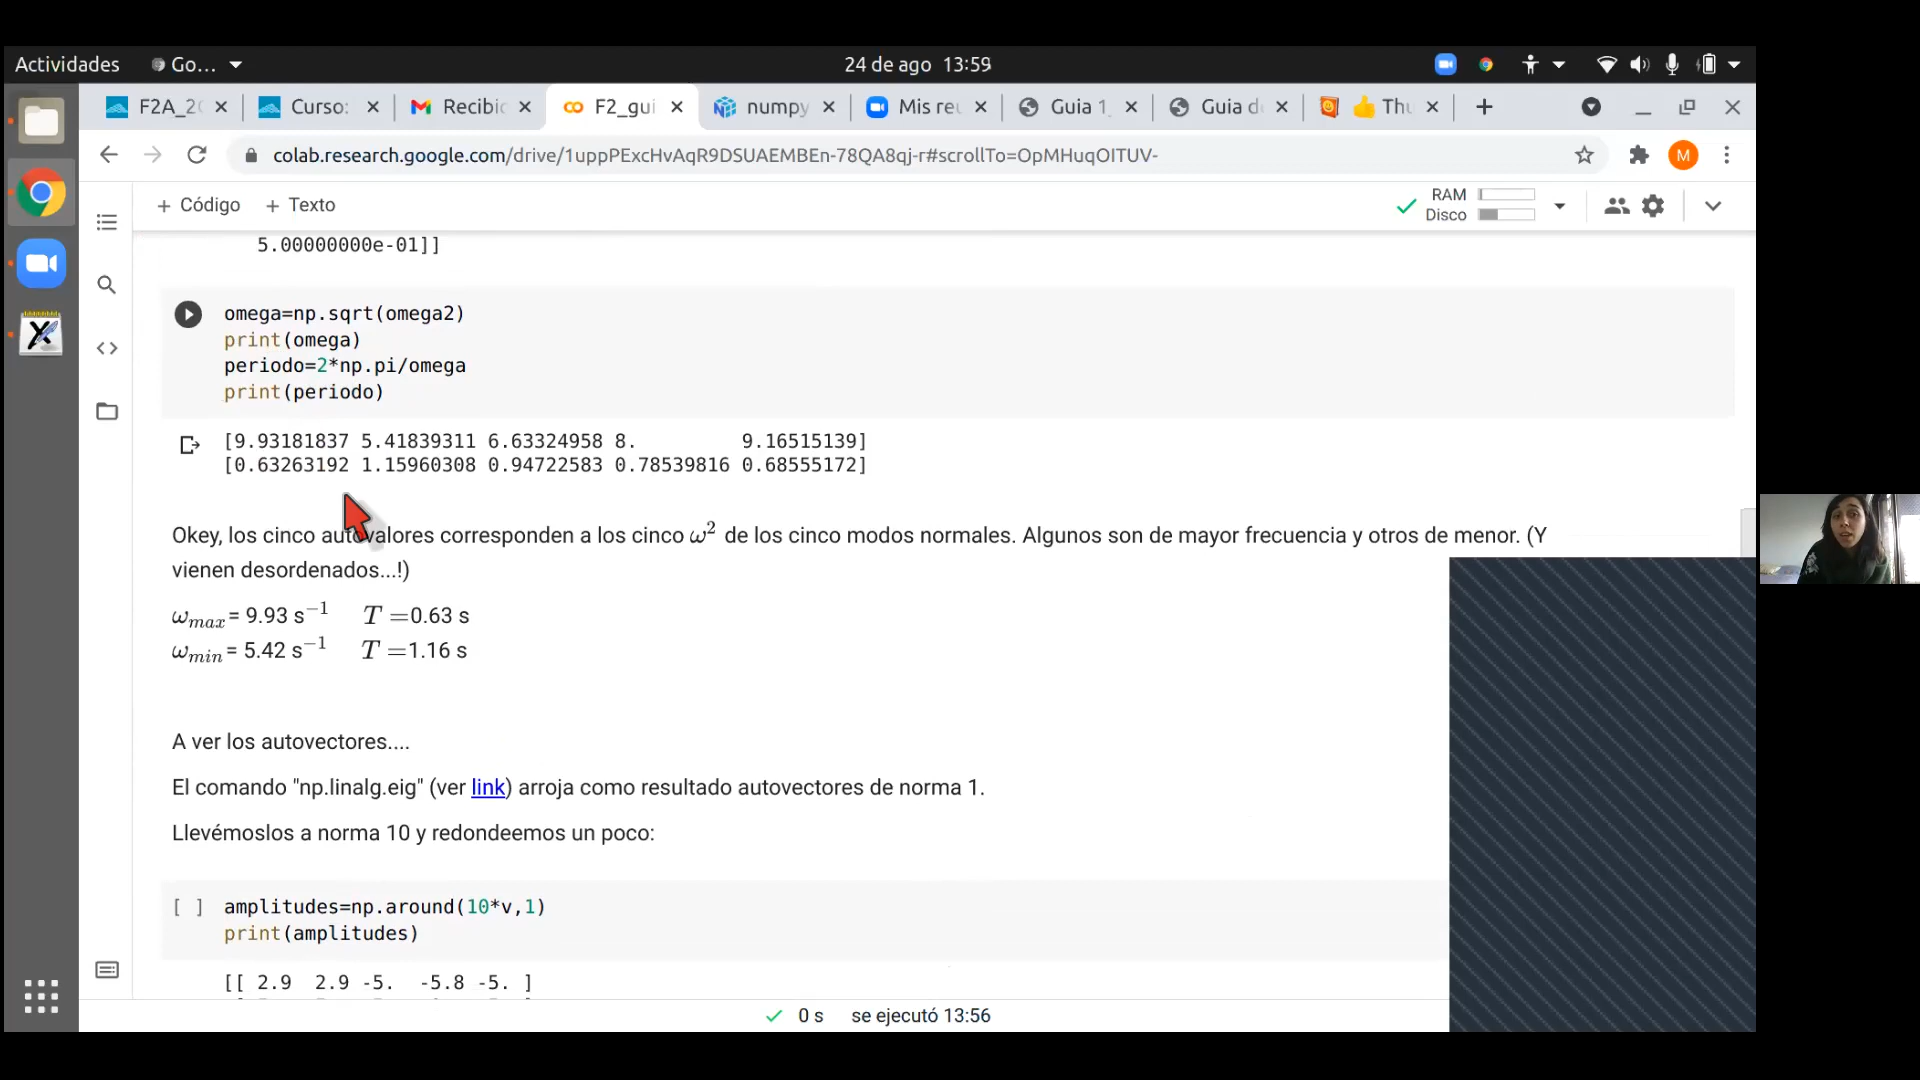 Actividades
Go...
24 de ago 13:59
F2A_20
Curso:
Recibid
F2_gui
numpy
Mis reu
Guia 1_
Guia de
Thu
colab.research.google.com/drive/1uppPExcHvAqR9DSUAEMBEn-78QA8qj-r#scrollTo=OpMHuqOITUV-
M
+ Código
+ Texto
RAM
Disco
5.00000000e-01]]
omega=np.sqrt(omega2)
print(omega)
periodo=2*np.pi/omega
print(periodo)
[9.93181837 5.41839311 6.63324958 8. 9.16515139]
[0.63263192 1.15960308 0.94722583 0.78539816 0.68555172]
Okey, los cinco autovalores corresponden a los cinco ω² de los cinco modos normales. Algunos son de mayor frecuencia y otros de menor. (Y
vienen desordenados...!)
ωmax = 9.93 s⁻¹ T =0.63 s
ωmin = 5.42 s⁻¹ T =1.16 s
A ver los autovectores....
El comando "np.linalg.eig" (ver link) arroja como resultado autovectores de norma 1.
Llevémoslos a norma 10 y redondeemos un poco:
[ ] amplitudes=np.around(10*v,1)
print(amplitudes)
[[ 2.9 2.9 -5. -5.8 -5. ]
0 s se ejecutó 13:56